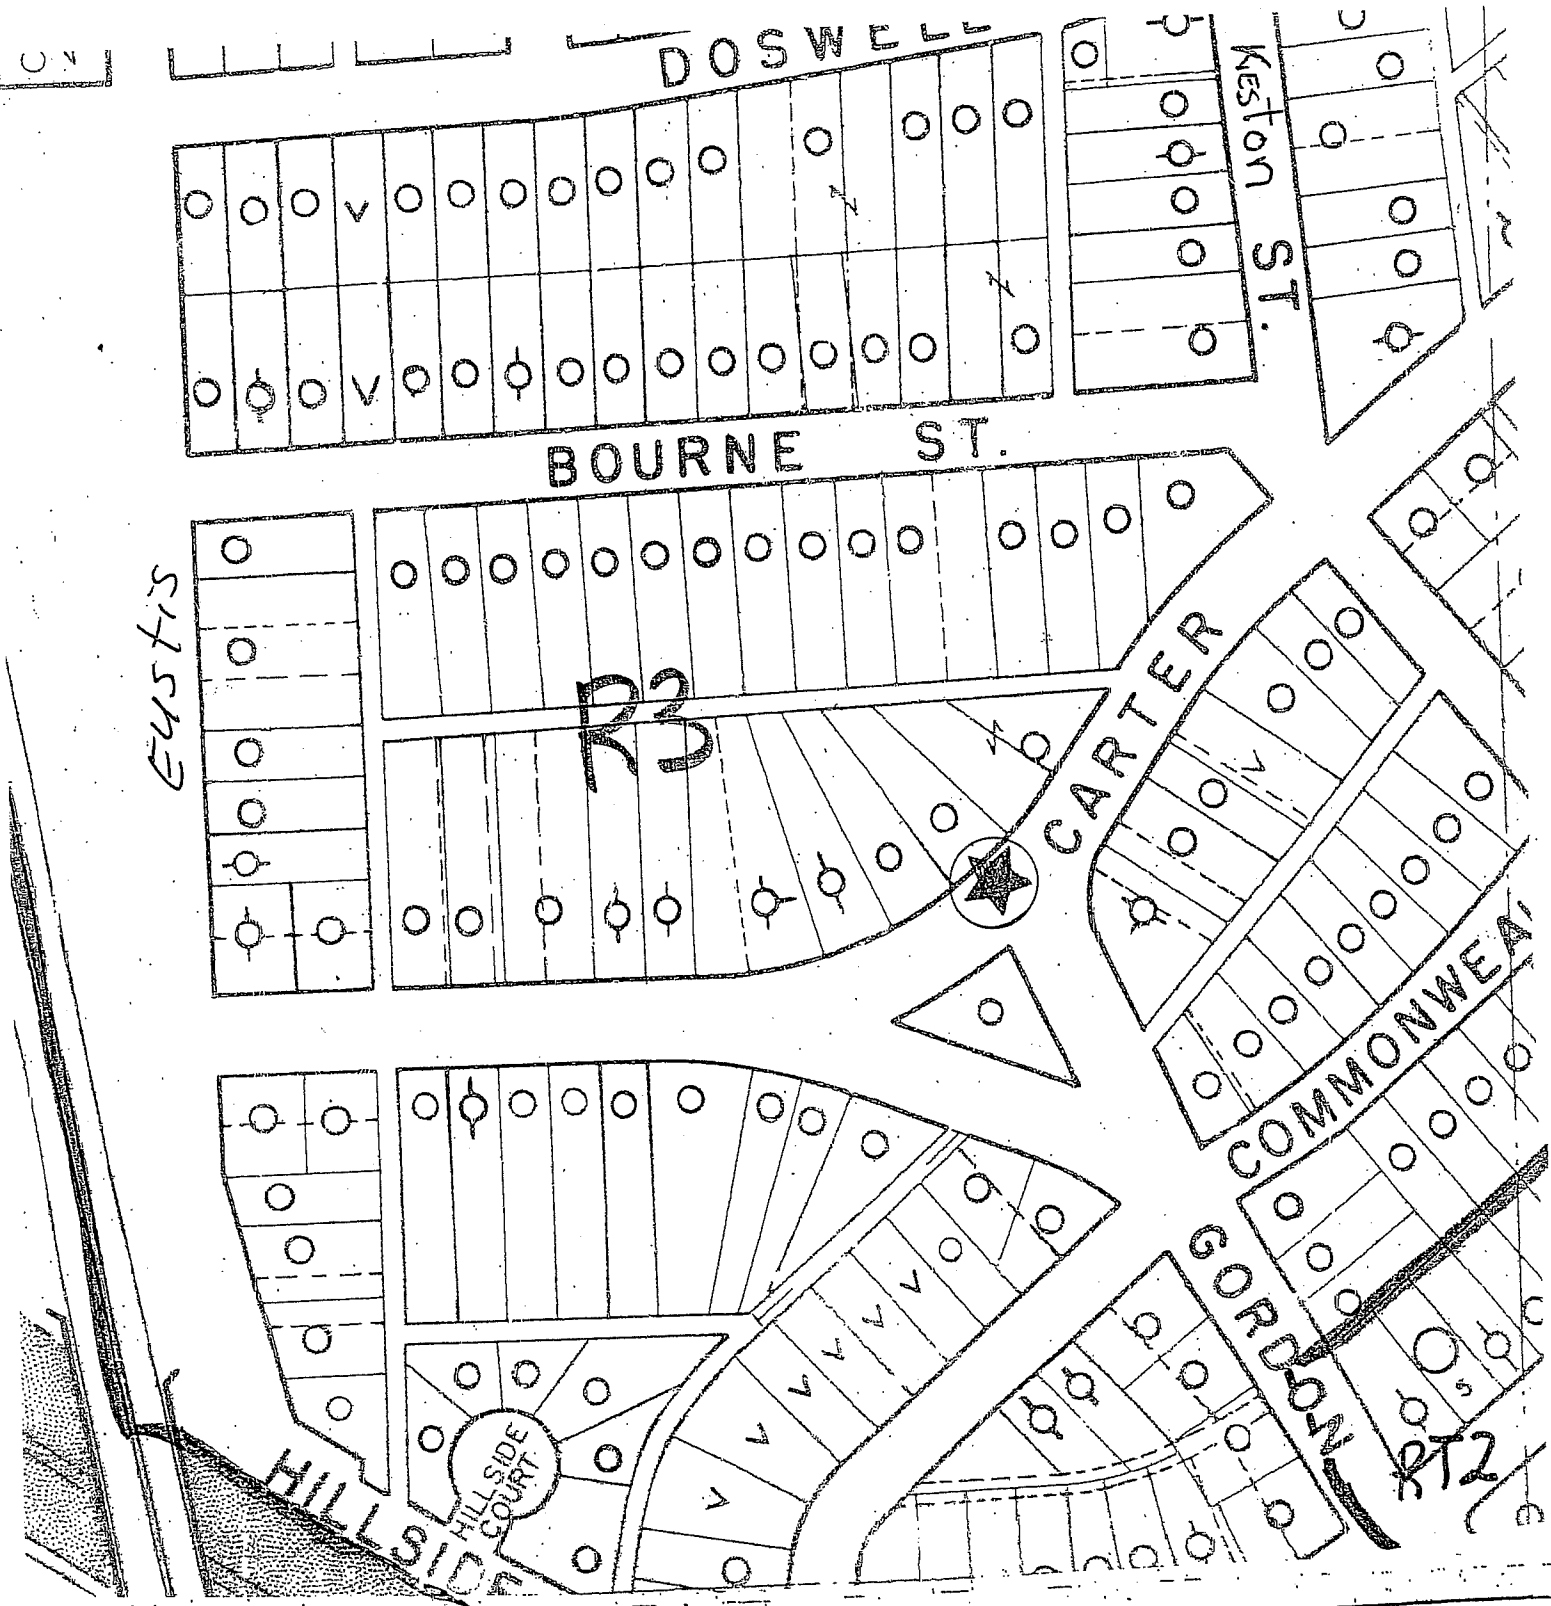 DOSWELL
Keston ST.
BOURNE ST.
Eustis
R3
CARTER
COMMONWEA
GORDON
HILLSIDE COURT
HILLSIDE
RT2